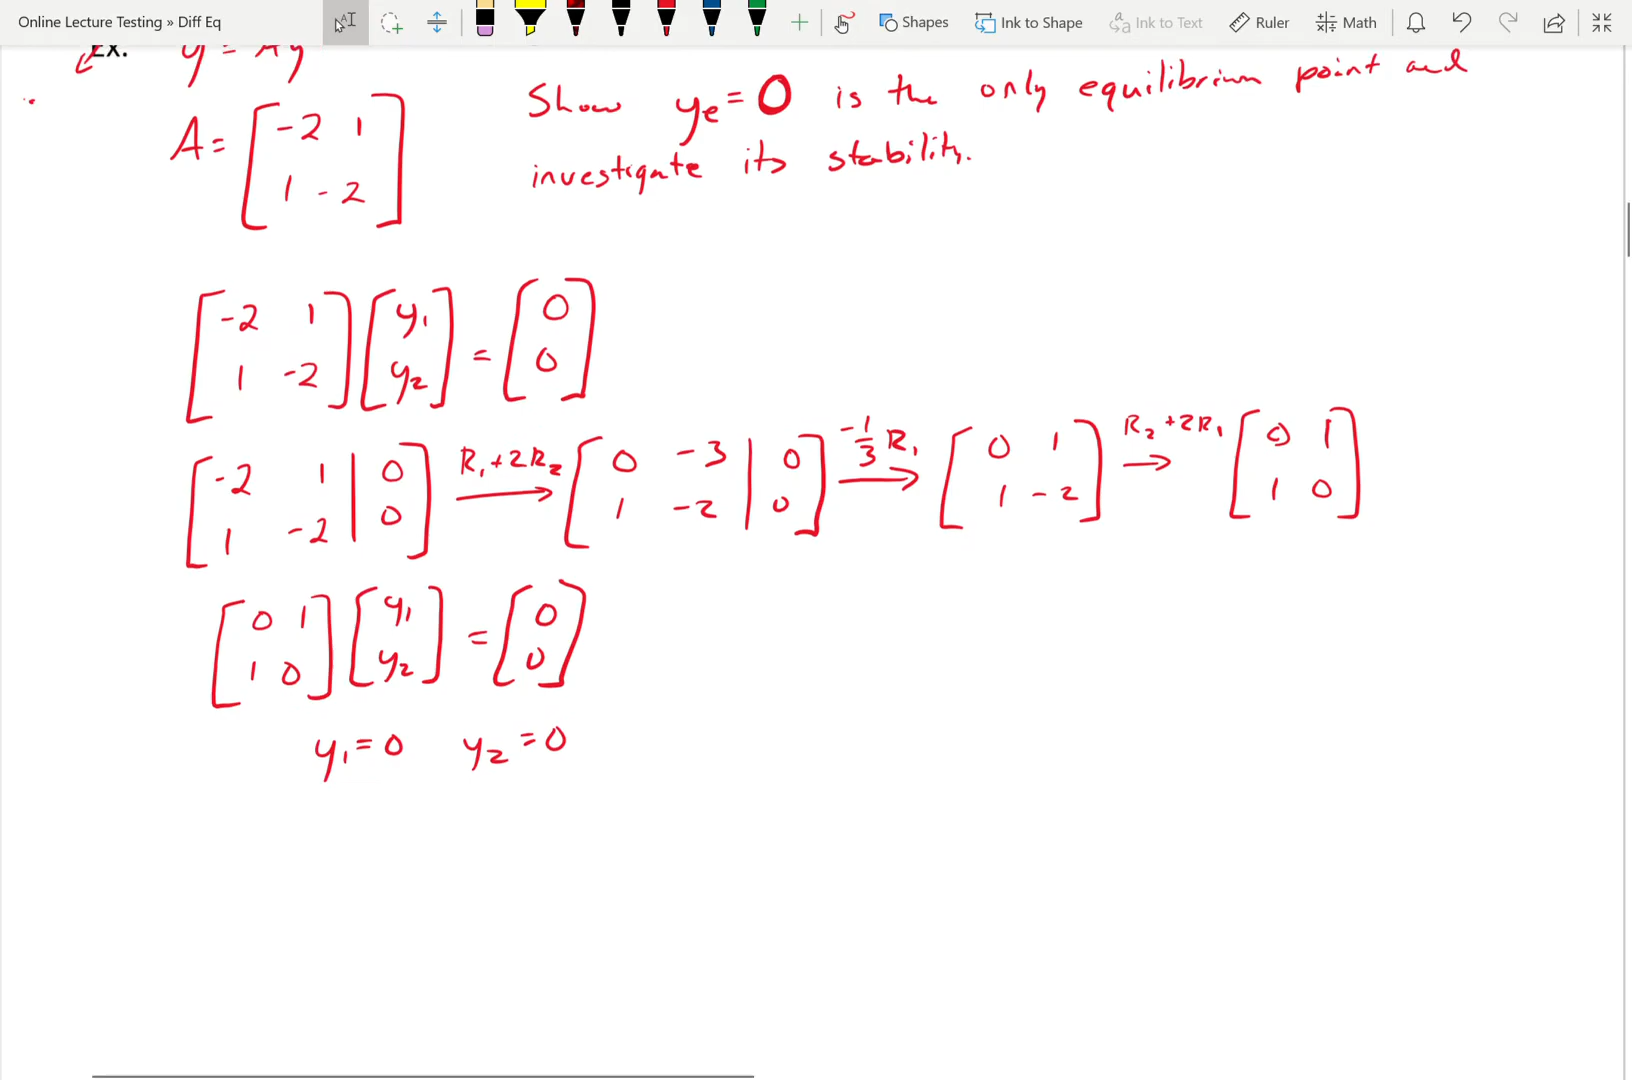 Online Lecture Testing » Diff Eq Shapes Ink to Shape Ink to Text Ruler Math
Ex. y' = Ay
Show yₑ = 0 is the only equilibrium point and
investigate its stability.
A = [-2 1
1 -2]
[-2 1
1 -2] [y₁
y₂] = [0
0]
[-2 1 | 0
1 -2 | 0] R₁+2R₂ → [0 -3 | 0
1 -2 | 0] -1/3 R₁ → [0 1
1 -2] R₂+2R₁ → [0 1
1 0]
[0 1
1 0] [y₁
y₂] = [0
0]
y₁ = 0 y₂ = 0